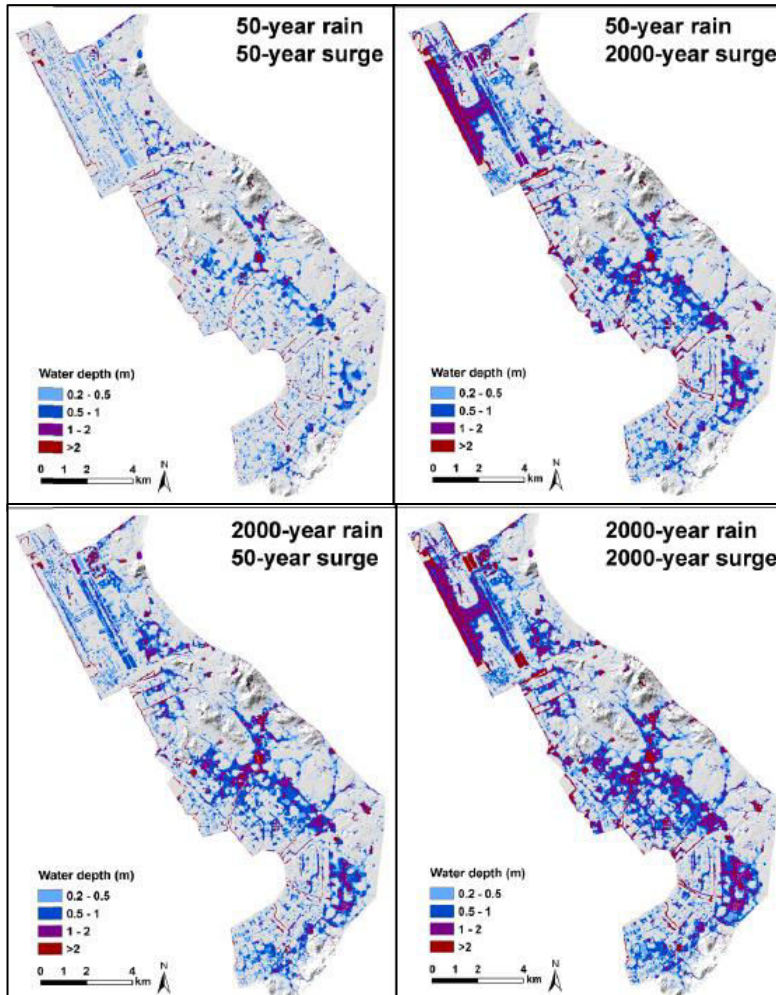 50-year rain
50-year surge
Water depth (m)
0.2 - 0.5
0.5 - 1
1 - 2
>2
0 1 2 4
km
N
50-year rain
2000-year surge
Water depth (m)
0.2 - 0.5
0.5 - 1
1 - 2
>2
0 1 2 4
km
N
2000-year rain
50-year surge
Water depth (m)
0.2 - 0.5
0.5 - 1
1 - 2
>2
0 1 2 4
km
N
2000-year rain
2000-year surge
Water depth (m)
0.2 - 0.5
0.5 - 1
1 - 2
>2
0 1 2 4
km
N